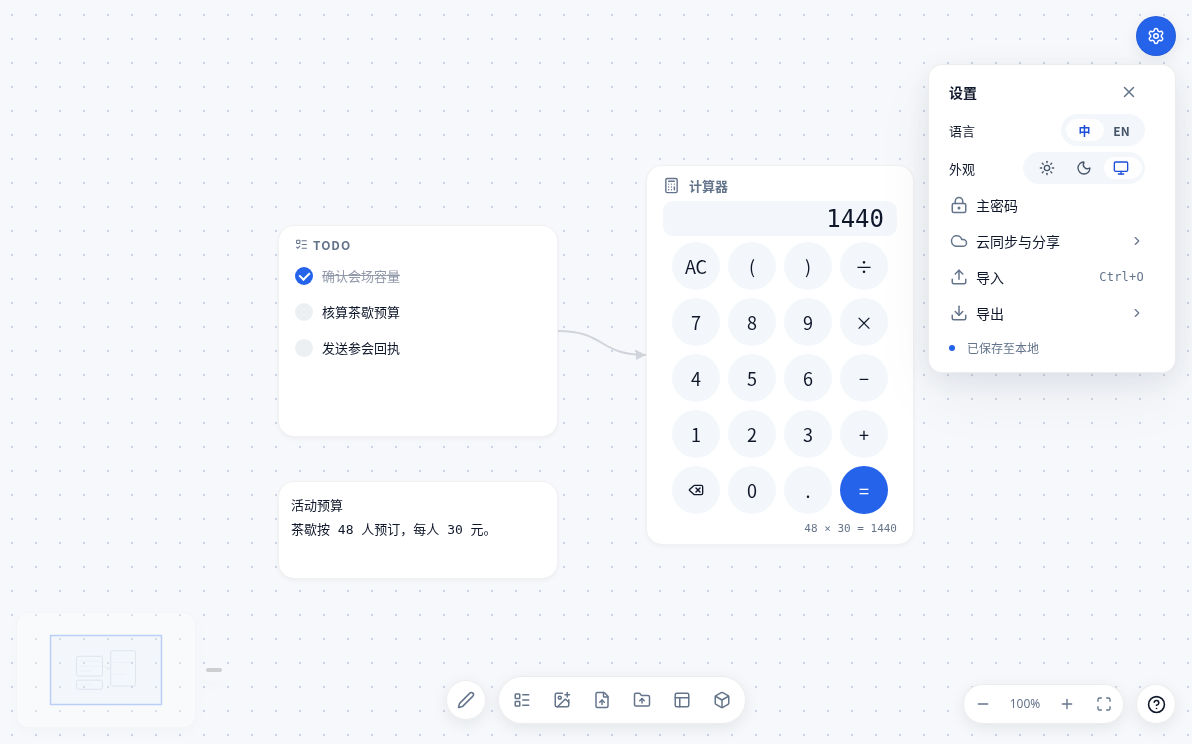 设置
语言
中
EN
外观
主密码
云同步与分享
导入
Ctrl+O
导出
已保存至本地
TODO
确认会场容量
核算茶歇预算
发送参会回执
活动预算
茶歇按 48 人预订，每人 30 元。
计算器
1440
AC ( ) ÷
7 8 9 ×
4 5 6 −
1 2 3 +
0 . =
48 × 30 = 1440
100%